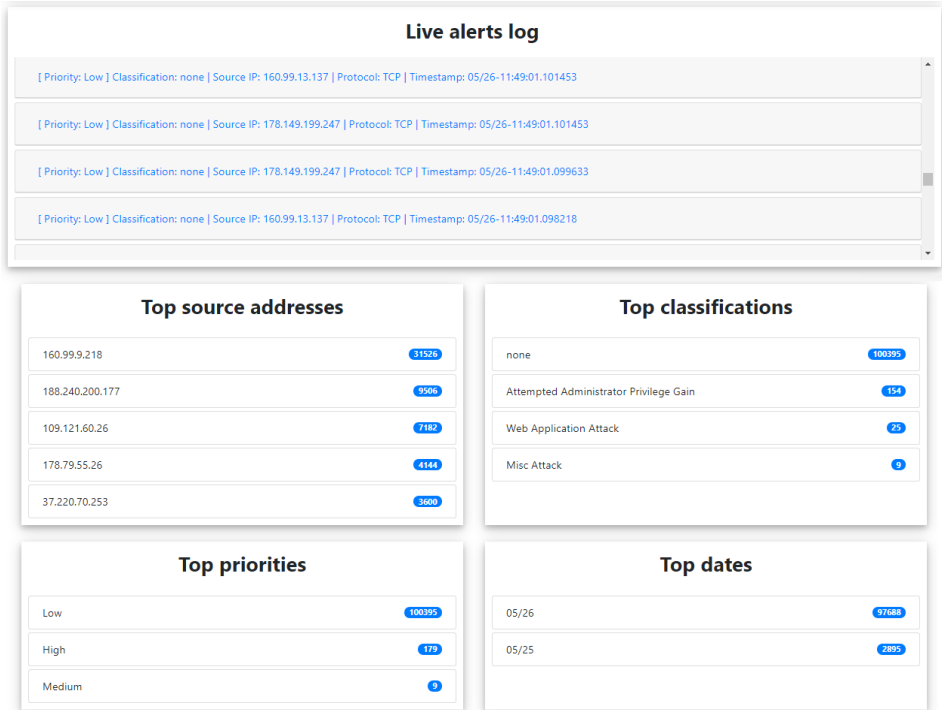 Live alerts log
[ Priority: Low ] Classification: none | Source IP: 160.99.13.137 | Protocol: TCP | Timestamp: 05/26-11:49:01.101453
[ Priority: Low ] Classification: none | Source IP: 178.149.199.247 | Protocol: TCP | Timestamp: 05/26-11:49:01.101453
[ Priority: Low ] Classification: none | Source IP: 178.149.199.247 | Protocol: TCP | Timestamp: 05/26-11:49:01.099633
[ Priority: Low ] Classification: none | Source IP: 160.99.13.137 | Protocol: TCP | Timestamp: 05/26-11:49:01.098218
Top source addresses
160.99.9.218 31526
188.240.200.177 9506
109.121.60.26 7182
178.79.55.26 4144
37.220.70.253 3600
Top classifications
none 100395
Attempted Administrator Privilege Gain 154
Web Application Attack 25
Misc Attack 9
Top priorities
Low 100395
High 179
Medium 9
Top dates
05/26 97688
05/25 2895